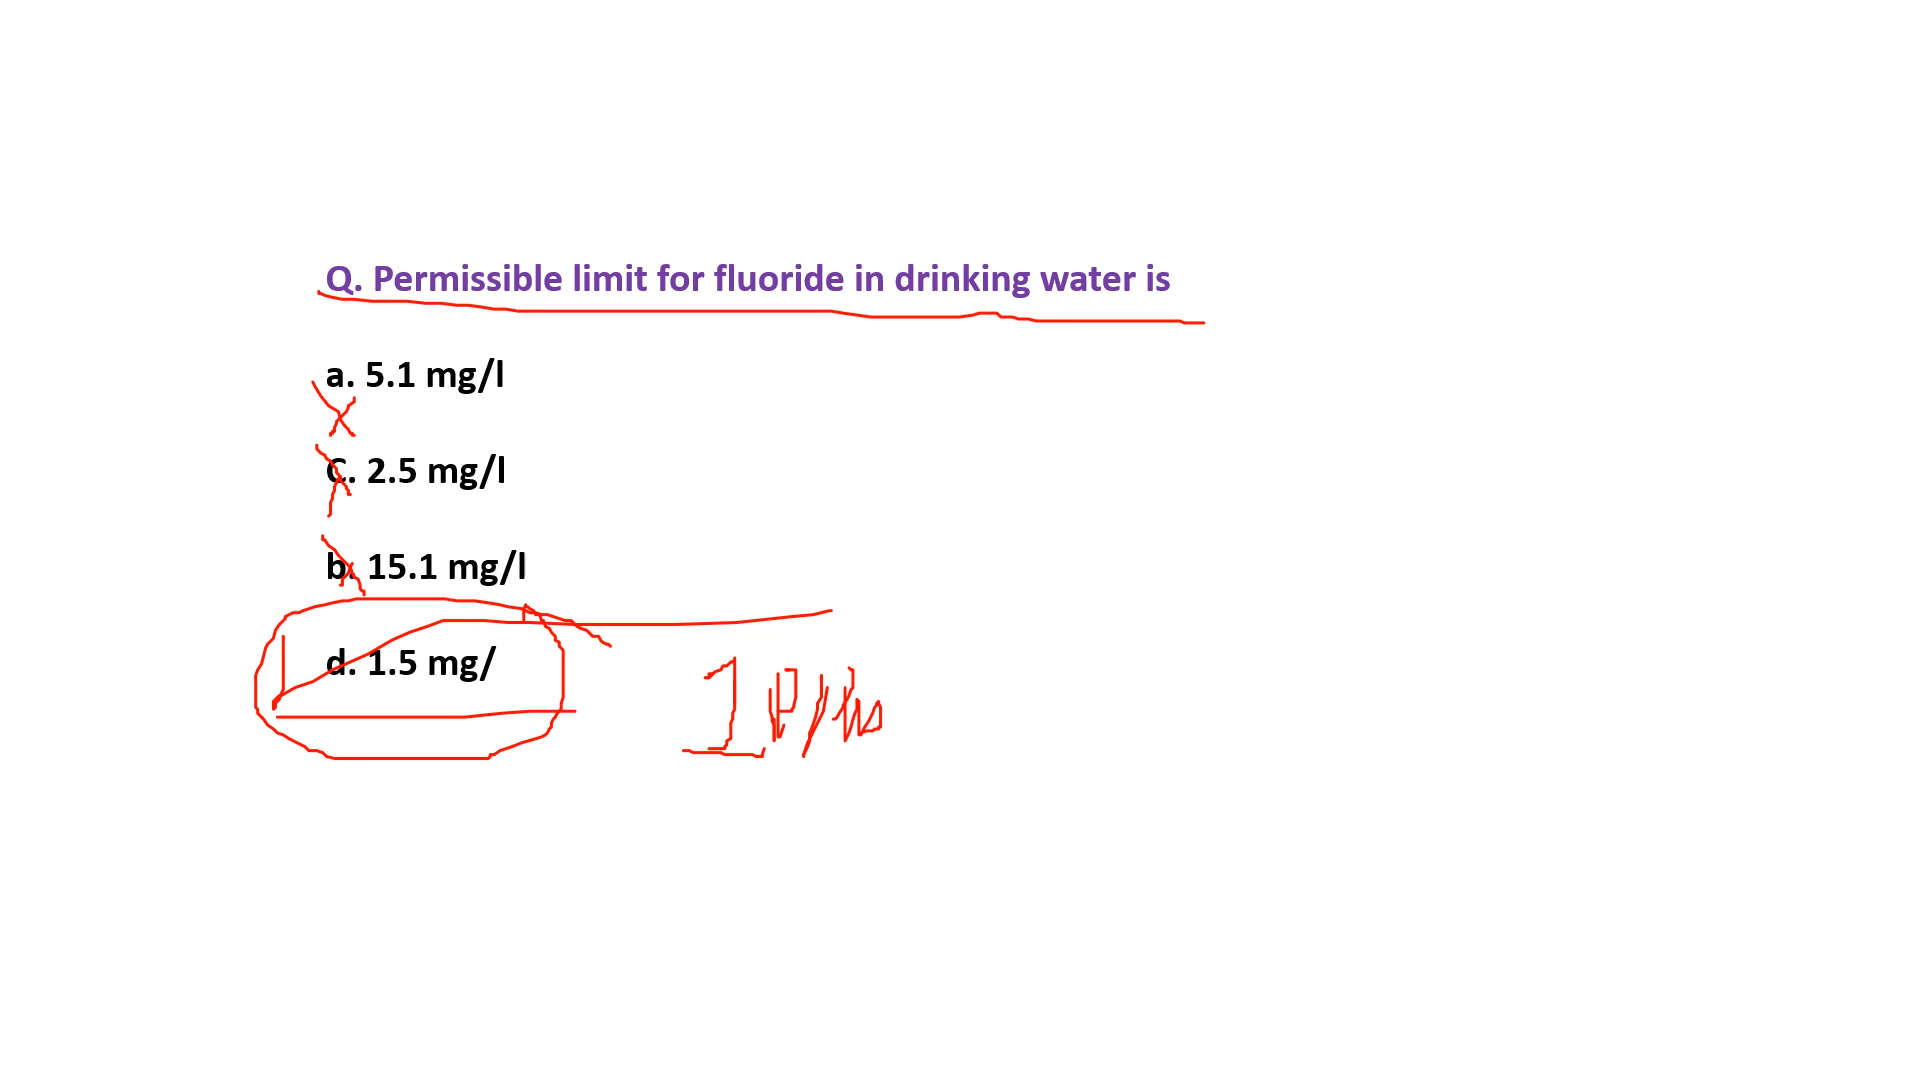 Q. Permissible limit for fluoride in drinking water is
a. 5.1 mg/l
C. 2.5 mg/l
b. 15.1 mg/l
d. 1.5 mg/
1